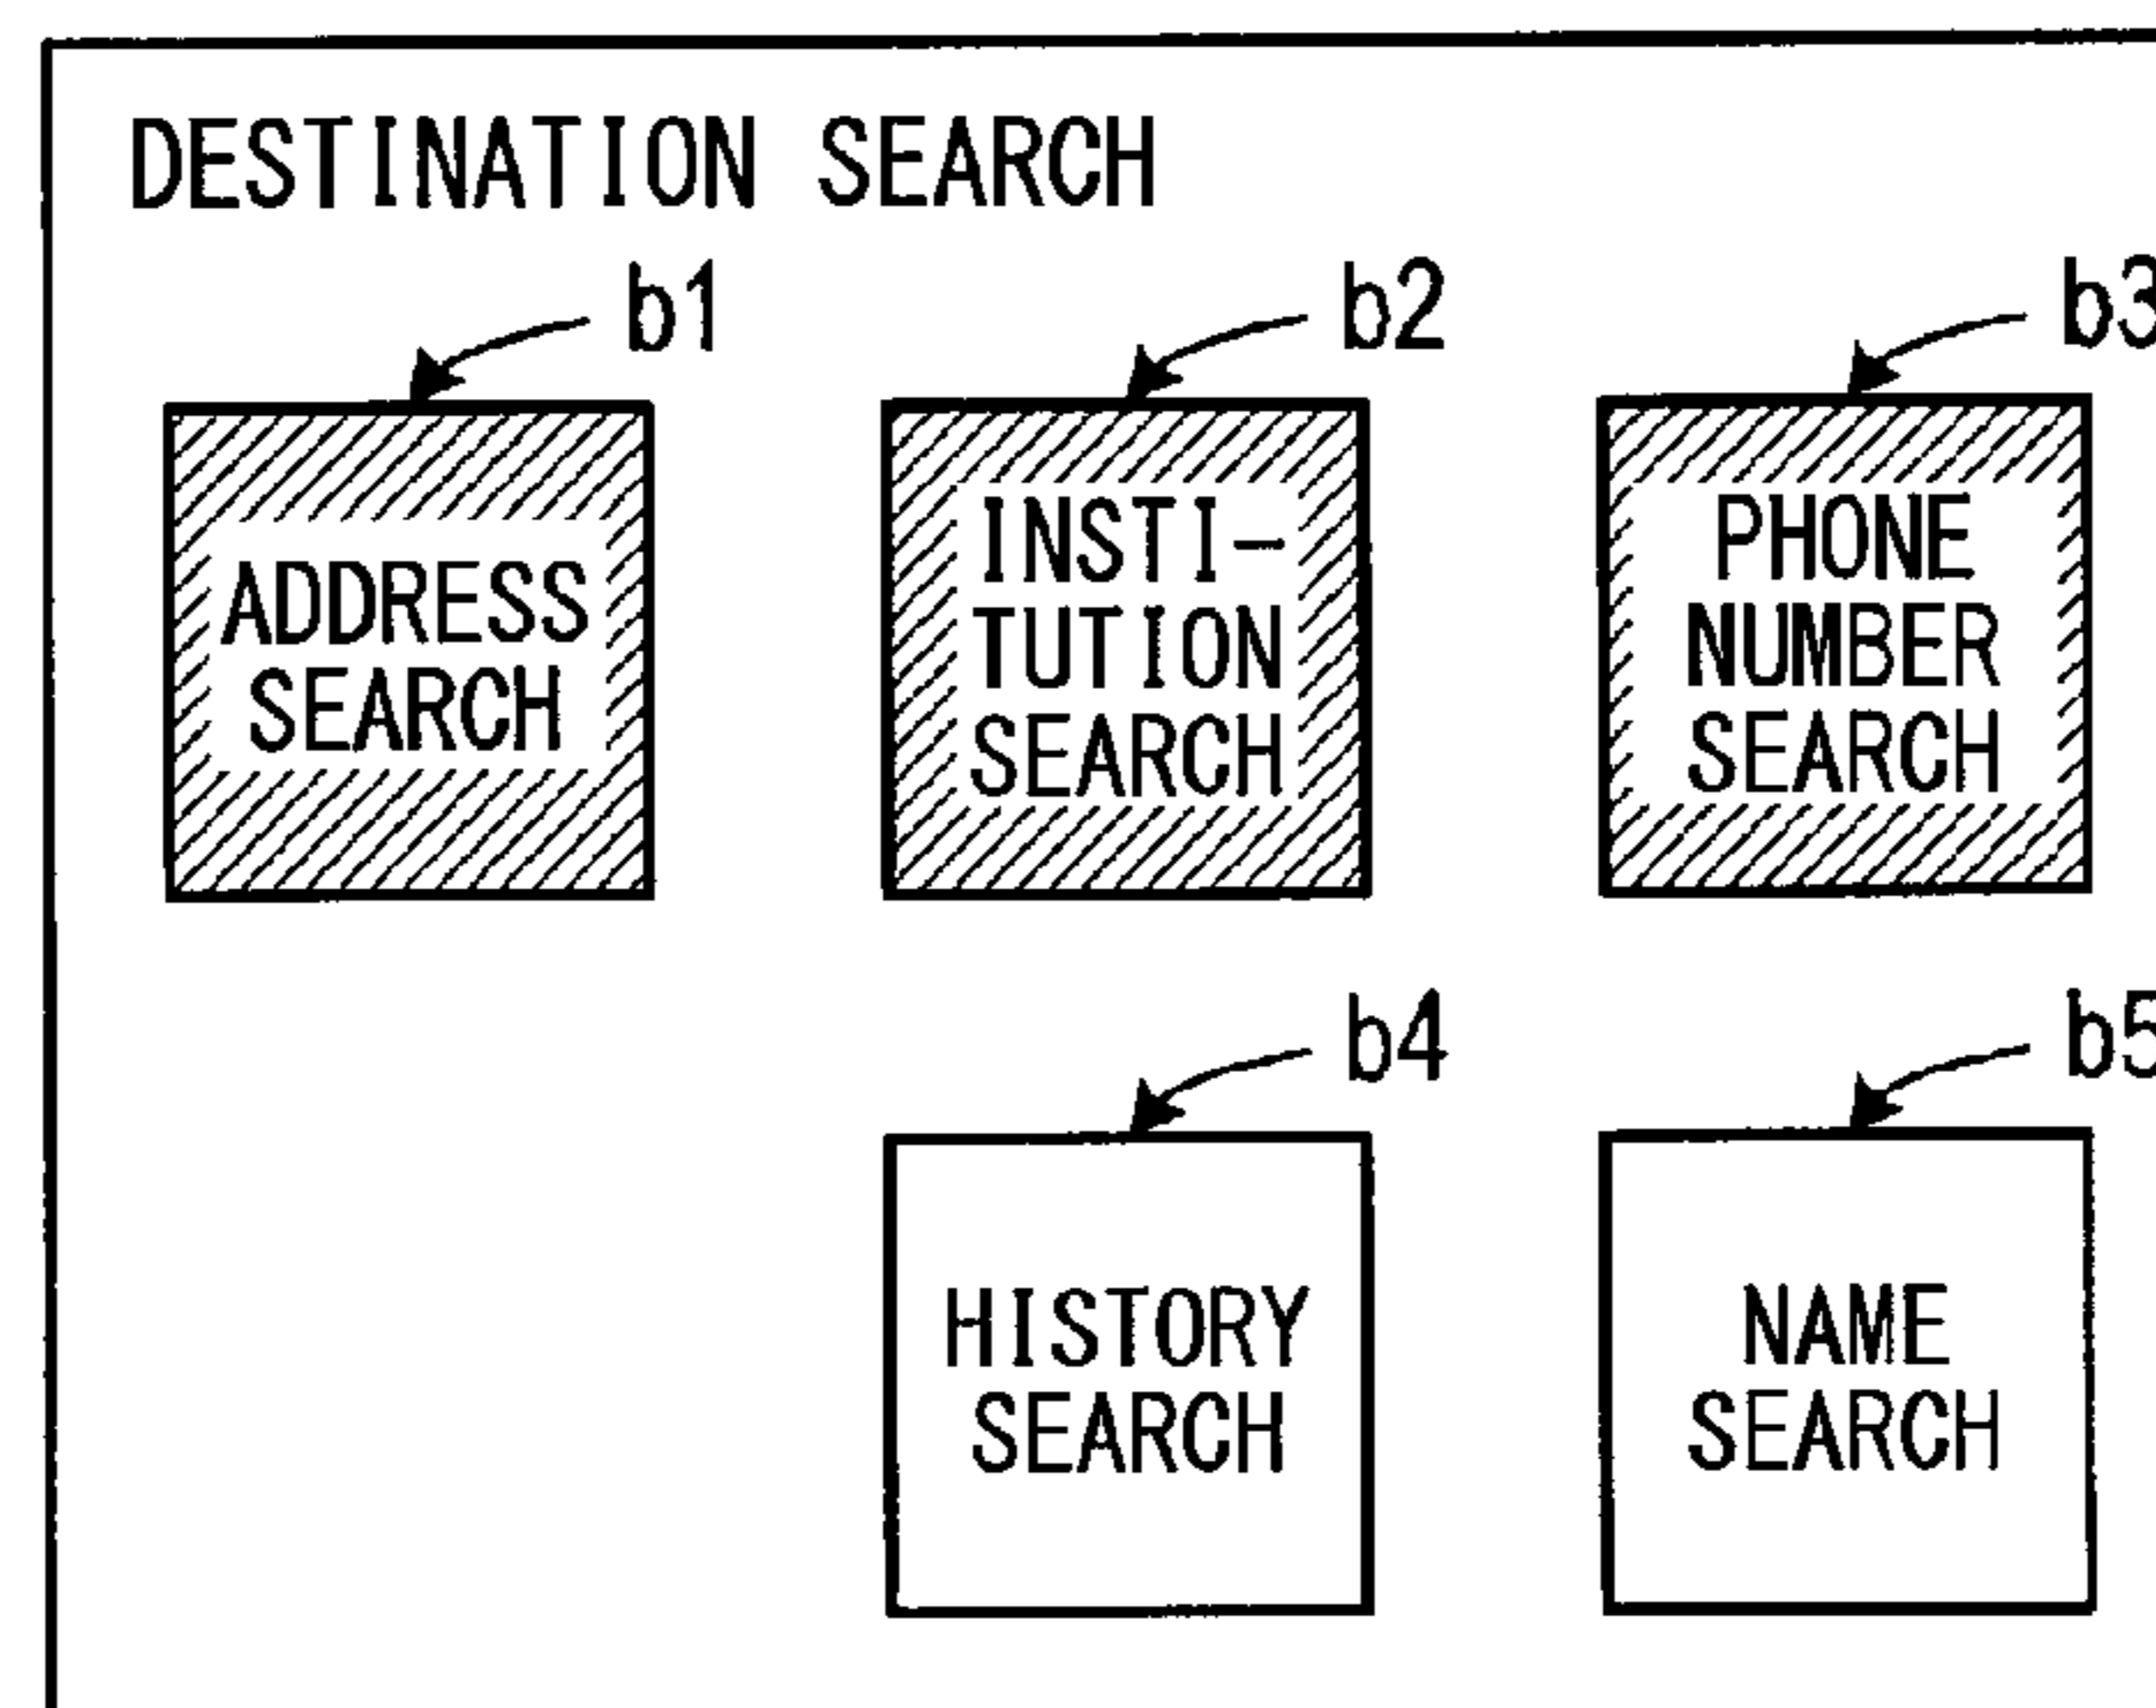 DESTINATION SEARCH
b1
b2
b3
ADDRESS
SEARCH
INSTI-
TUTION
SEARCH
PHONE
NUMBER
SEARCH
b4
b5
HISTORY
SEARCH
NAME
SEARCH